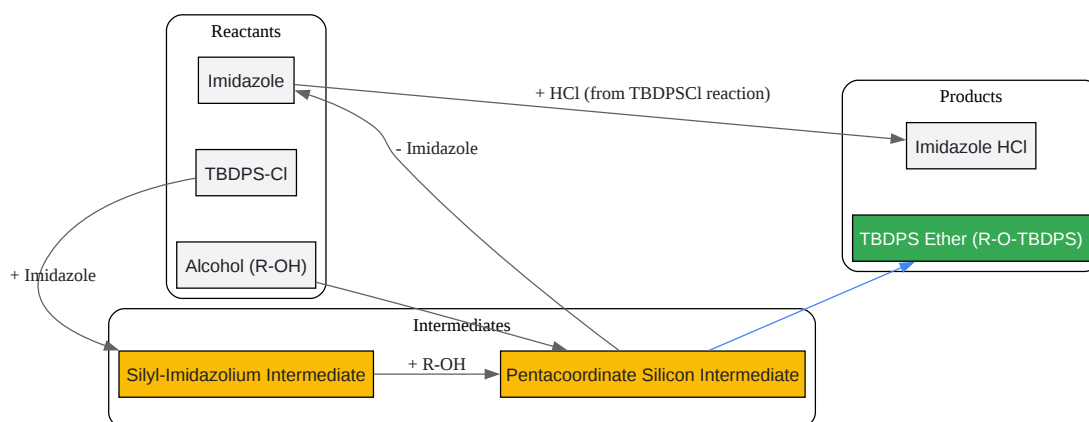 Reactants
Imidazole
+ HCl (from TBDPSCl reaction)
Products
Imidazole HCl
- Imidazole
TBDPS-Cl
TBDPS Ether (R-O-TBDPS)
Alcohol (R-OH)
+ Imidazole
Intermediates
Silyl-Imidazolium Intermediate
+ R-OH
Pentacoordinate Silicon Intermediate